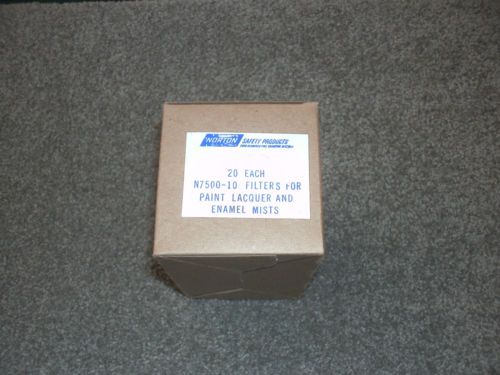 NORTON SAFETY PRODUCTS
20 EACH
N7500-10 FILTERS FOR
PAINT LACQUER AND
ENAMEL MISTS